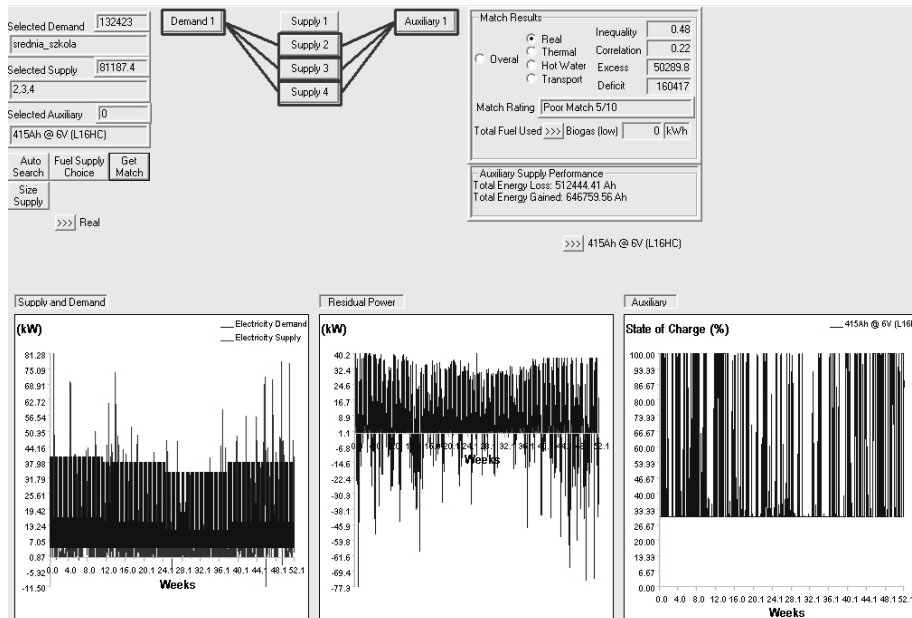 Selected Demand 132423
srednia_szkola
Selected Supply 81187.4
2,3,4
Selected Auxiliary 0
415Ah @ 6V (L16HC)
Auto Search
Fuel Supply Choice
Get Match
Size Supply
>>> Real
Demand 1
Supply 1
Supply 2
Supply 3
Supply 4
Auxiliary 1
Match Results
Overal
Real
Thermal
Hot Water
Transport
Inequality 0.48
Correlation 0.22
Excess 50289.8
Deficit 160417
Match Rating Poor Match 5/10
Total Fuel Used >>> Biogas (low) 0 kWh
Auxiliary Supply Performance
Total Energy Loss: 512444.41 Ah
Total Energy Gained: 646759.56 Ah
>>> 415Ah @ 6V (L16HC)
Supply and Demand
(kW)
Electricity Demand
Electricity Supply
81.28
75.09
68.91
62.72
56.54
50.35
44.16
37.98
31.79
25.61
19.42
13.24
7.05
0.87
-5.32
-11.50
0.0 4.0 8.0 12.0 16.0 20.0 24.1 28.1 32.1 36.1 40.1 44.1 48.1 52.1
Weeks
Residual Power
(kW)
40.2
32.4
24.6
16.7
8.9
1.1
-6.8
-14.6
-22.4
-30.3
-38.1
-45.9
-53.8
-61.6
-69.4
-77.3
24.1 28.1 32.1 36.1 52.1
Weeks
Auxiliary
State of Charge (%)
415Ah @ 6V (L16H
100.00
93.33
86.67
80.00
73.33
66.67
60.00
53.33
46.67
40.00
33.33
26.67
20.00
13.33
6.67
0.00
0.0 4.0 8.0 12.0 16.0 20.0 24.1 28.1 32.1 36.1 40.1 44.1 48.1 52.1
Weeks